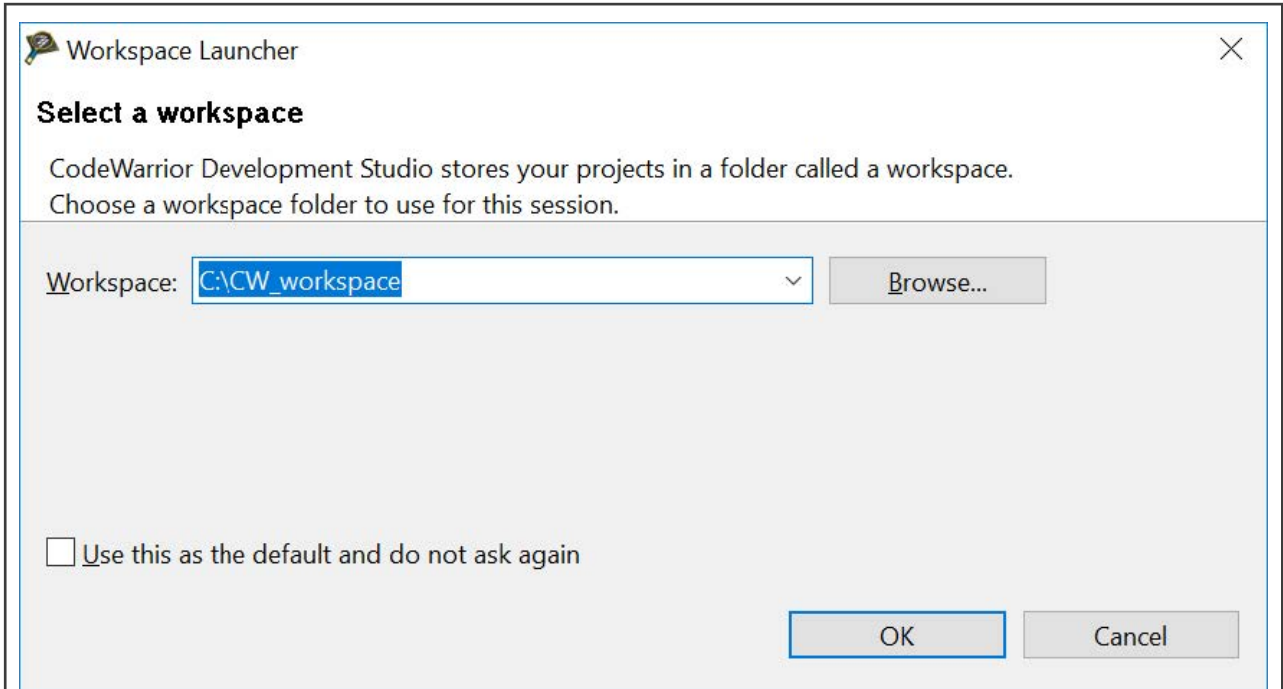 Workspace Launcher
Select a workspace
CodeWarrior Development Studio stores your projects in a folder called a workspace.
Choose a workspace folder to use for this session.
Workspace: C:\CW_workspace Browse...
Use this as the default and do not ask again
OK Cancel